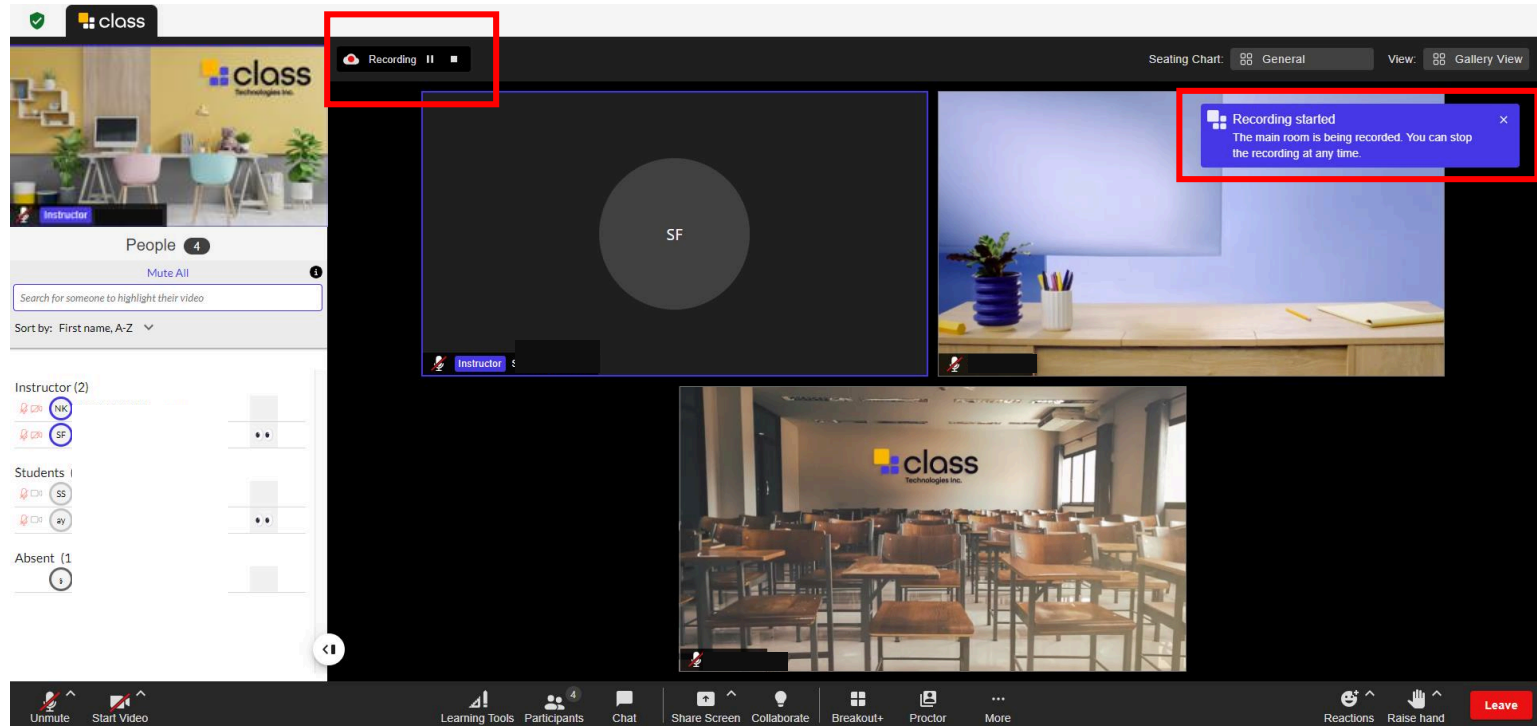 class
Recording
Seating Chart: General
View: Gallery View
class
Technologies Inc.
Instructor
People 4
Mute All
Search for someone to highlight their video
Sort by: First name, A-Z
Instructor (2)
NK
SF
Students (
SS
ay
Absent (1
SF
Instructor
Recording started
The main room is being recorded. You can stop
the recording at any time.
class
Technologies Inc.
Unmute
Start Video
Learning Tools
Participants 4
Chat
Share Screen
Collaborate
Breakout+
Proctor
More
Reactions
Raise hand
Leave